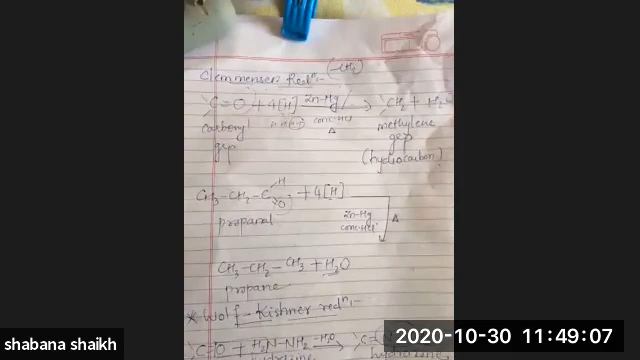 Clemmensen Redn:- (-CH2)
C=O + 4[H] Zn-Hg conc.HCl Δ → CH2 + H2O
carbonyl methylene
gep gep
(hydrocarbon)
H
CH3-CH2-C=O + 4[H]
propanal Zn-Hg Δ
conc.HCl
CH3-CH2-CH3 + H2O
propane
* Wolf-Kishner redn:-
C=O + H2N-NH2 -H2O →
shabana shaikh
2020-10-30 11:49:07